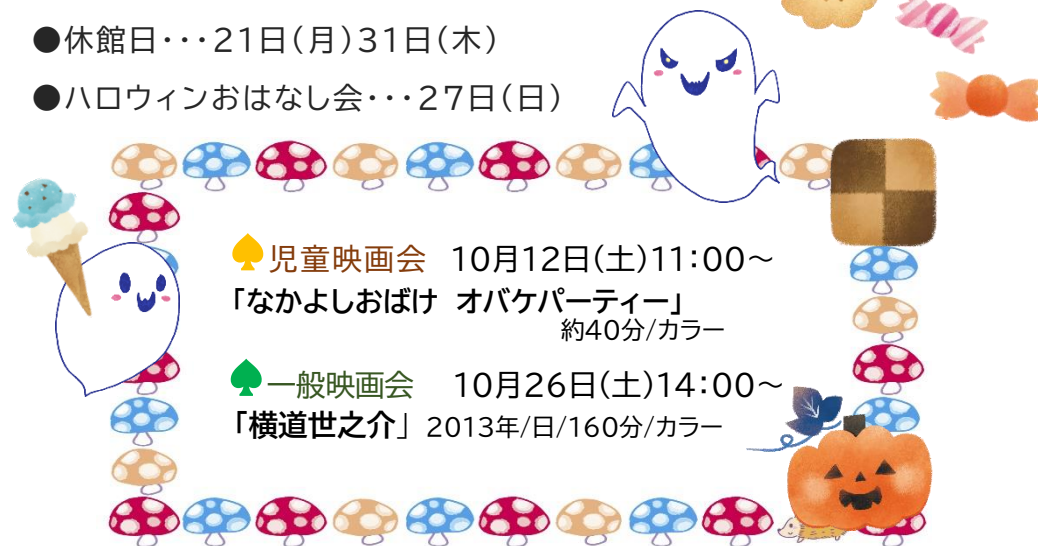 ●休館日・・・21日(月)31日(木)
●ハロウィンおはなし会・・・27日(日)
児童映画会 10月12日(土)11:00～
「なかよしおばけ オバケパーティー」
約40分/カラー
一般映画会 10月26日(土)14:00～
「横道世之介」 2013年/日/160分/カラー